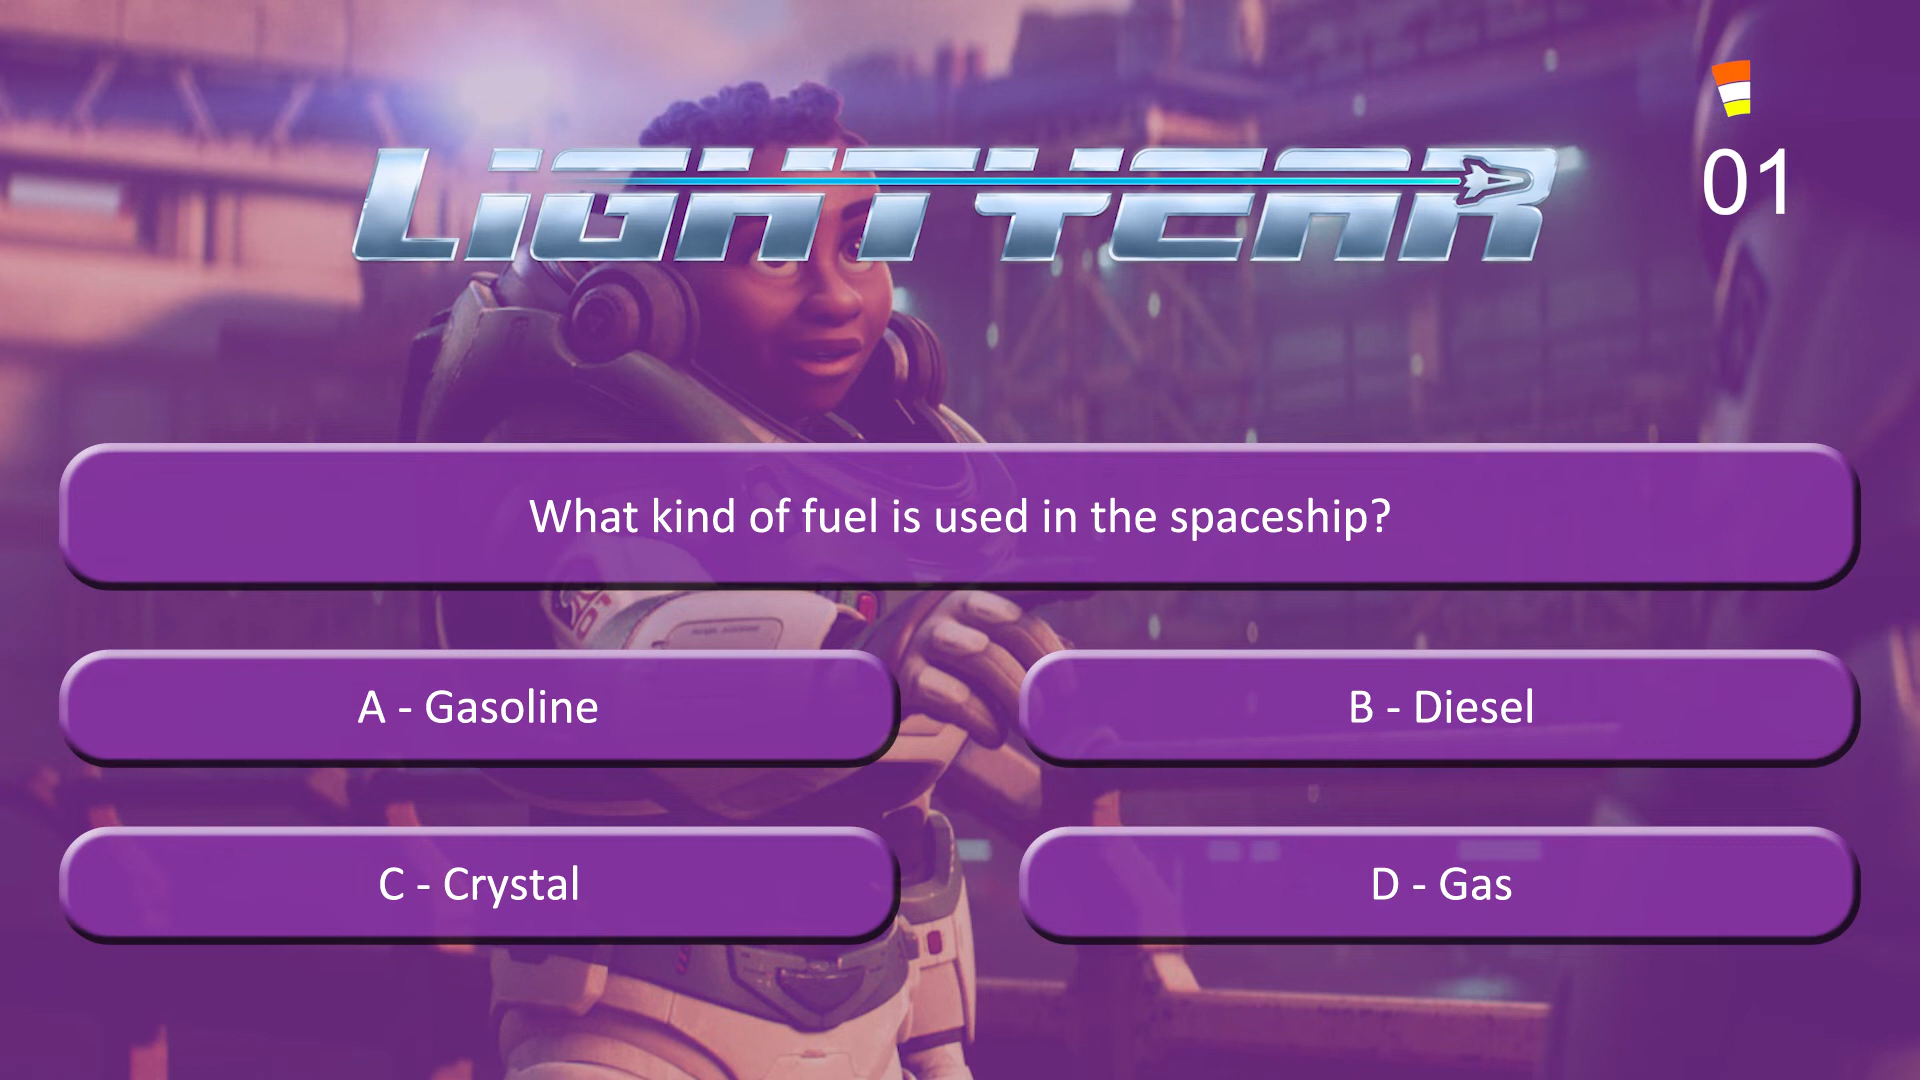 LiGHTYEAR
01
What kind of fuel is used in the spaceship?
A - Gasoline
B - Diesel
C - Crystal
D - Gas